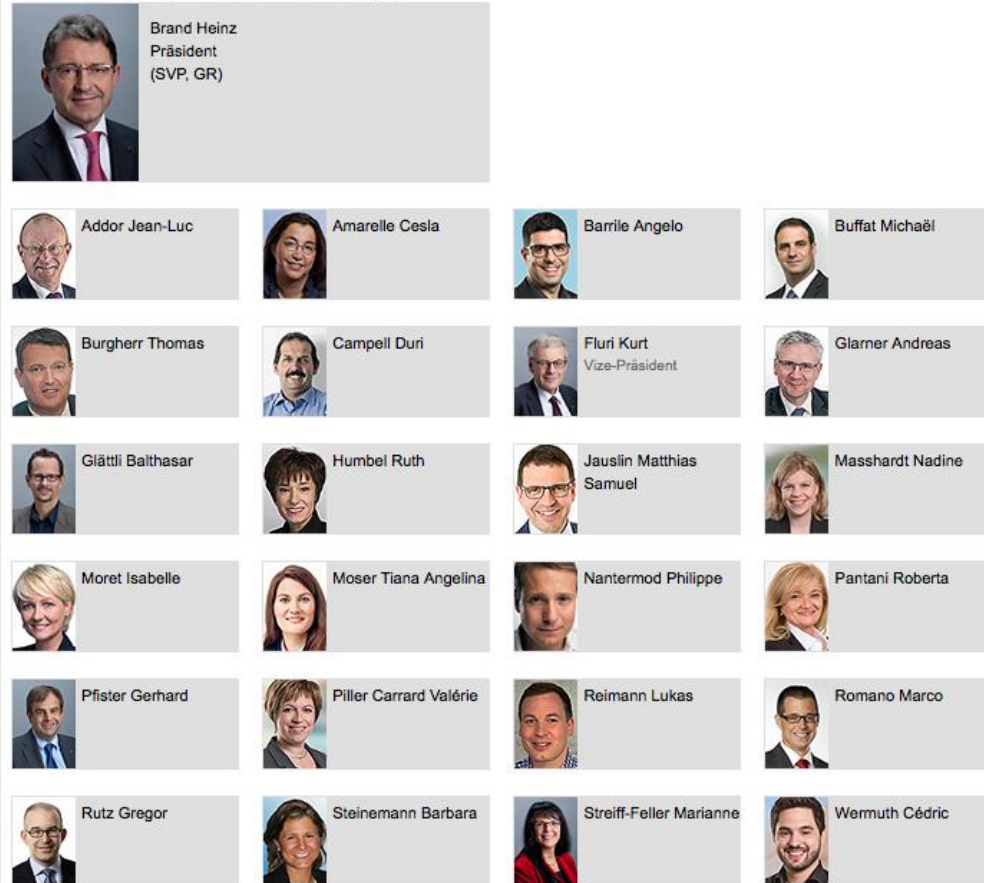 Brand Heinz
Präsident
(SVP, GR)
Addor Jean-Luc
Amarelle Cesla
Barrile Angelo
Buffat Michaël
Burgherr Thomas
Campell Duri
Fluri Kurt
Vize-Präsident
Glarner Andreas
Glättli Balthasar
Humbel Ruth
Jauslin Matthias
Samuel
Masshardt Nadine
Moret Isabelle
Moser Tiana Angelina
Nantermod Philippe
Pantani Roberta
Pfister Gerhard
Piller Carrard Valérie
Reimann Lukas
Romano Marco
Rutz Gregor
Steinemann Barbara
Streiff-Feller Marianne
Wermuth Cédric